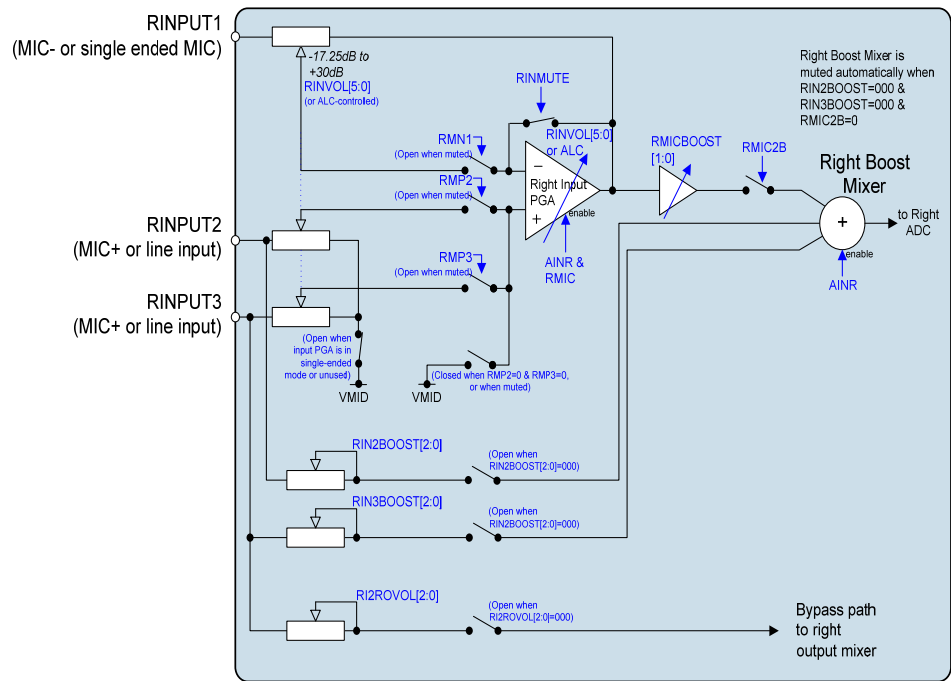 RINPUT1
(MIC- or single ended MIC)
-17.25dB to
+30dB
RINVOL[5:0]
(or ALC-controlled)
RINMUTE
RINVOL[5:0]
or ALC
RMN1
(Open when muted)
RMP2
(Open when muted)
−
Right Input
PGA
+
enable
AINR &
RMIC
RMICBOOST
[1:0]
RMIC2B
Right Boost Mixer is
muted automatically when
RIN2BOOST=000 &
RIN3BOOST=000 &
RMIC2B=0
Right Boost
Mixer
+
enable
to Right
ADC
AINR
RINPUT2
(MIC+ or line input)
RMP3
(Open when muted)
RINPUT3
(MIC+ or line input)
(Open when
input PGA is in
single-ended
mode or unused)
VMID
(Closed when RMP2=0 & RMP3=0,
or when muted)
VMID
RIN2BOOST[2:0]
(Open when
RIN2BOOST[2:0]=000)
RIN3BOOST[2:0]
(Open when
RIN2BOOST[2:0]=000)
RI2ROVOL[2:0]
(Open when
RI2ROVOL[2:0]=000)
Bypass path
to right
output mixer